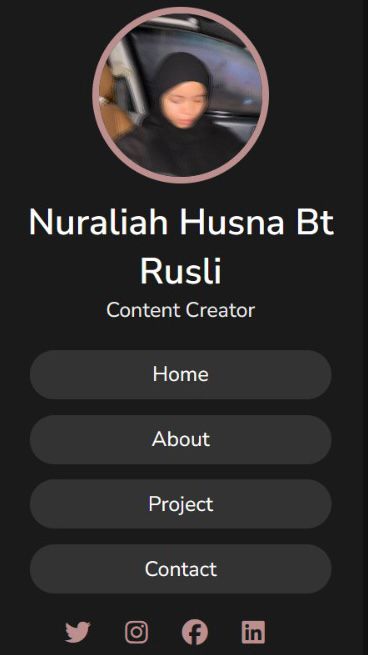 Nuraliah Husna Bt
Rusli
Content Creator
Home
About
Project
Contact